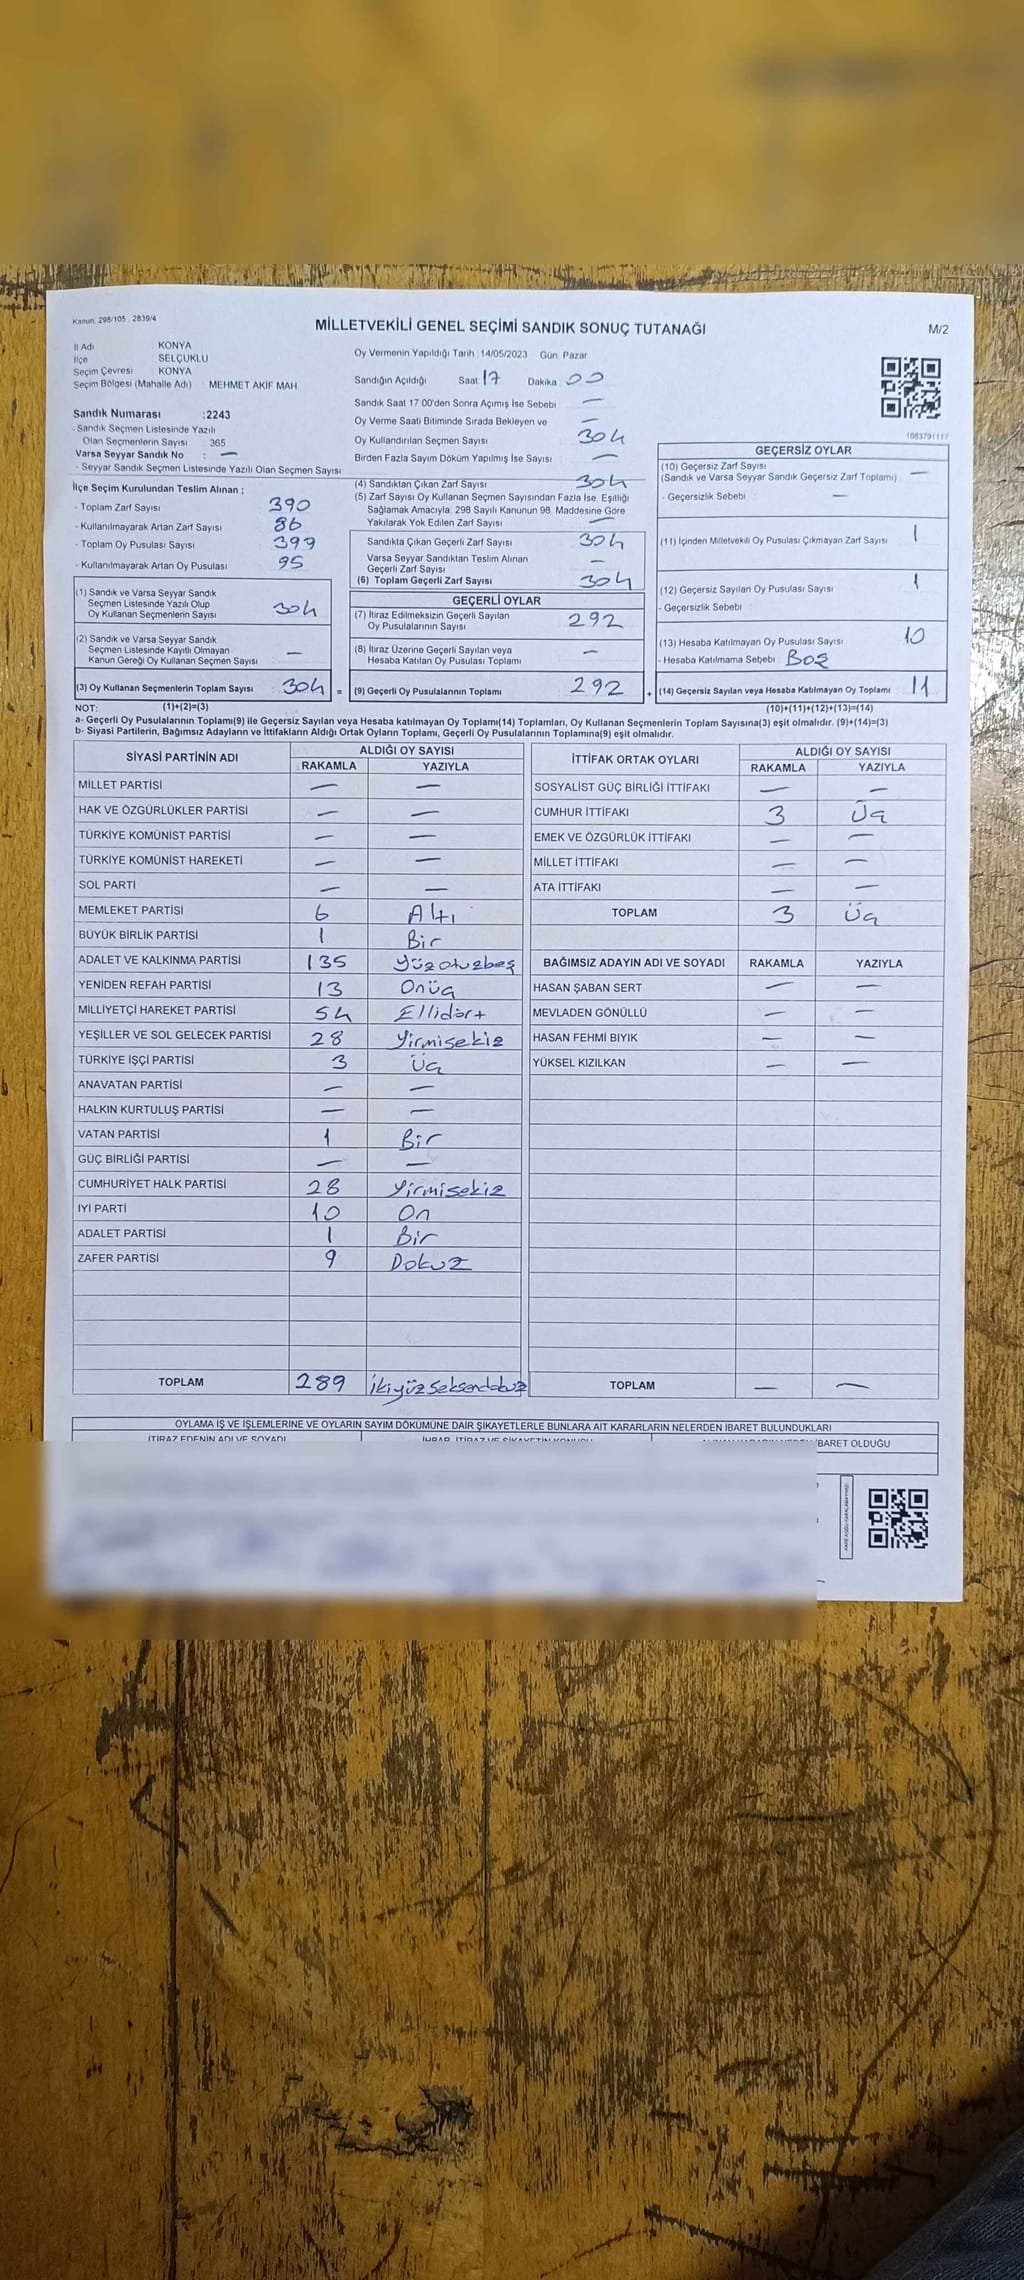 Kanun: 298/105 2839/4
MİLLETVEKİLİ GENEL SEÇİMİ SANDIK SONUÇ TUTANAĞI
M/2
İl Adı KONYA
İlçe SELÇUKLU
Seçim Çevresi KONYA
Seçim Bölgesi (Mahalle Adı) : MEHMET AKİF MAH.
Sandık Numarası :2243
- Sandık Seçmen Listesinde Yazılı
Olan Seçmenlerin Sayısı : 365
Varsa Seyyar Sandık No : —
- Seyyar Sandık Seçmen Listesinde Yazılı Olan Seçmen Sayısı
İlçe Seçim Kurulundan Teslim Alınan ;
- Toplam Zarf Sayısı 390
- Kullanılmayarak Artan Zarf Sayısı 86
- Toplam Oy Pusulası Sayısı 399
- Kullanılmayarak Artan Oy Pusulası 95
(1) Sandık ve Varsa Seyyar Sandık
Seçmen Listesinde Yazılı Olup
Oy Kullanan Seçmenlerin Sayısı 304
(2) Sandık ve Varsa Seyyar Sandık
Seçmen Listesinde Kayıtlı Olmayan
Kanun Gereği Oy Kullanan Seçmen Sayısı —
(3) Oy Kullanan Seçmenlerin Toplam Sayısı 304 =
Oy Vermenin Yapıldığı Tarih : 14/05/2023 Gün: Pazar
Sandığın Açıldığı Saat 17 Dakika 00
Sandık Saat 17.00'den Sonra Açımış İse Sebebi —
Oy Verme Saati Bitiminde Sırada Bekleyen ve —
Oy Kullandırılan Seçmen Sayısı 304
Birden Fazla Sayım Döküm Yapılmış İse Sayısı —
(4) Sandıktan Çıkan Zarf Sayısı 304
(5) Zarf Sayısı Oy Kullanan Seçmen Sayısından Fazla İse, Eşitliği
Sağlamak Amacıyla; 298 Sayılı Kanunun 98. Maddesine Göre
Yakılarak Yok Edilen Zarf Sayısı —
Sandıkta Çıkan Geçerli Zarf Sayısı 304
Varsa Seyyar Sandıktan Teslim Alınan
Geçerli Zarf Sayısı —
(6) Toplam Geçerli Zarf Sayısı 304
GEÇERLİ OYLAR
(7) İtiraz Edilmeksizin Geçerli Sayılan
Oy Pusulalarının Sayısı 292
(8) İtiraz Üzerine Geçerli Sayılan veya
Hesaba Katılan Oy Pusulası Toplamı —
(9) Geçerli Oy Pusulalarının Toplamı 292 +
1083791117
GEÇERSİZ OYLAR
(10) Geçersiz Zarf Sayısı
(Sandık ve Varsa Seyyar Sandık Geçersiz Zarf Toplamı) —
- Geçersizlik Sebebi : —
(11) İçinden Milletvekili Oy Pusulası Çıkmayan Zarf Sayısı 1
(12) Geçersiz Sayılan Oy Pusulası Sayısı 1
- Geçersizlik Sebebi :
(13) Hesaba Katılmayan Oy Pusulası Sayısı 10
- Hesaba Katılmama Sebebi : Boş
(14) Geçersiz Sayılan veya Hesaba Katılmayan Oy Toplamı 11
NOT: (1)+(2)=(3) (10)+(11)+(12)+(13)=(14)
a- Geçerli Oy Pusulalarının Toplamı(9) ile Geçersiz Sayılan veya Hesaba katılmayan Oy Toplamı(14) Toplamları, Oy Kullanan Seçmenlerin Toplam Sayısına(3) eşit olmalıdır. (9)+(14)=(3)
b- Siyasi Partilerin, Bağımsız Adayların ve İttifakların Aldığı Ortak Oyların Toplamı, Geçerli Oy Pusulalarının Toplamına(9) eşit olmalıdır.
SİYASİ PARTİNİN ADI ALDIĞI OY SAYISI
RAKAMLA YAZIYLA
MİLLET PARTİSİ — —
HAK VE ÖZGÜRLÜKLER PARTİSİ — —
TÜRKİYE KOMÜNİST PARTİSİ — —
TÜRKİYE KOMÜNİST HAREKETİ — —
SOL PARTİ — —
MEMLEKET PARTİSİ 6 Altı
BÜYÜK BİRLİK PARTİSİ 1 Bir
ADALET VE KALKINMA PARTİSİ 135 Yüzotuzbeş
YENİDEN REFAH PARTİSİ 13 Onüç
MİLLİYETÇİ HAREKET PARTİSİ 54 Ellidört
YEŞİLLER VE SOL GELECEK PARTİSİ 28 Yirmisekiz
TÜRKİYE İŞÇİ PARTİSİ 3 Üç
ANAVATAN PARTİSİ — —
HALKIN KURTULUŞ PARTİSİ — —
VATAN PARTİSİ 1 Bir
GÜÇ BİRLİĞİ PARTİSİ — —
CUMHURİYET HALK PARTİSİ 28 Yirmisekiz
İYİ PARTİ 10 On
ADALET PARTİSİ 1 Bir
ZAFER PARTİSİ 9 Dokuz
TOPLAM 289 İkiyüzseksendokuz
İTTİFAK ORTAK OYLARI ALDIĞI OY SAYISI
RAKAMLA YAZIYLA
SOSYALİST GÜÇ BİRLİĞİ İTTİFAKI — —
CUMHUR İTTİFAKI 3 Üç
EMEK VE ÖZGÜRLÜK İTTİFAKI — —
MİLLET İTTİFAKI — —
ATA İTTİFAKI — —
TOPLAM 3 Üç
BAĞIMSIZ ADAYIN ADI VE SOYADI RAKAMLA YAZIYLA
HASAN ŞABAN SERT — —
MEVLADEN GÖNÜLLÜ — —
HASAN FEHMİ BIYIK — —
YÜKSEL KIZILKAN — —
TOPLAM — —
OYLAMA İŞ VE İŞLEMLERİNE VE OYLARIN SAYIM DÖKÜMÜNE DAİR ŞİKAYETLERLE BUNLARA AİT KARARLARIN NELERDEN İBARET BULUNDUKLARI
İTİRAZ EDENİN ADI VE SOYADI İHBAR, İTİRAZ VE ŞİKAYETİN KONUSU İBARET OLDUĞU